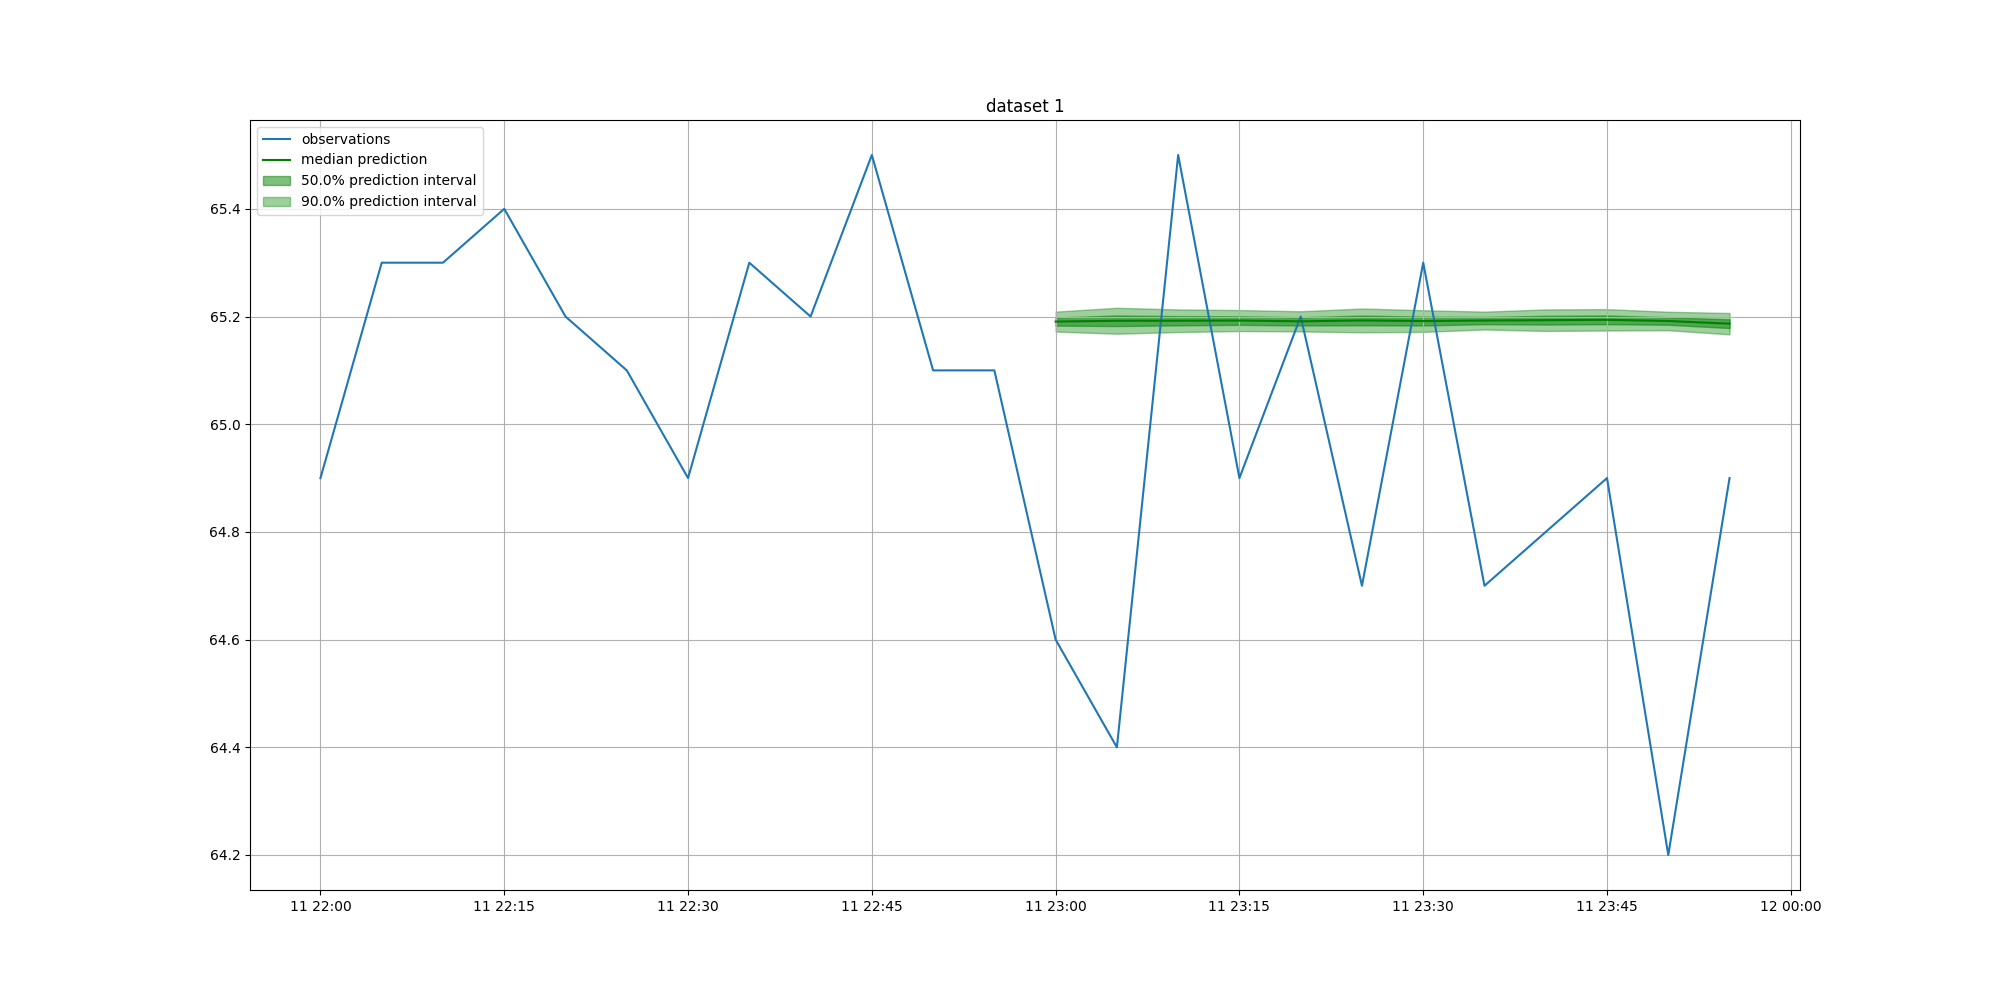 dataset 1
observations
median prediction
50.0% prediction interval
90.0% prediction interval
65.4
65.2
65.0
64.8
64.6
64.4
64.2
11 22:00 11 22:15 11 22:30 11 22:45 11 23:00 11 23:15 11 23:30 11 23:45 12 00:00